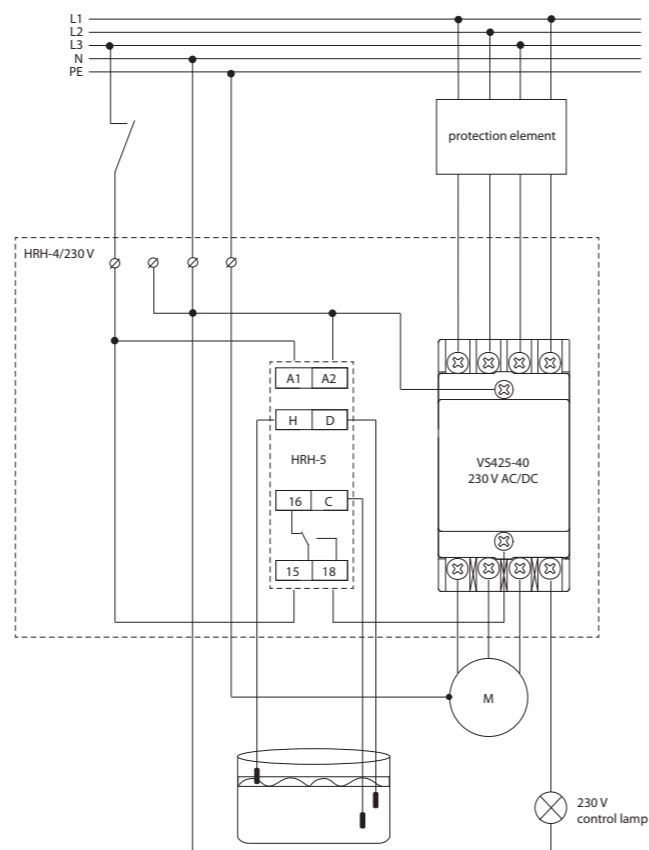 L1
L2
L3
N
PE
protection element
HRH-4/230 V
A1 A2
H D
HRH-5
VS425-40
230 V AC/DC
16 C
15 18
M
230 V
control lamp